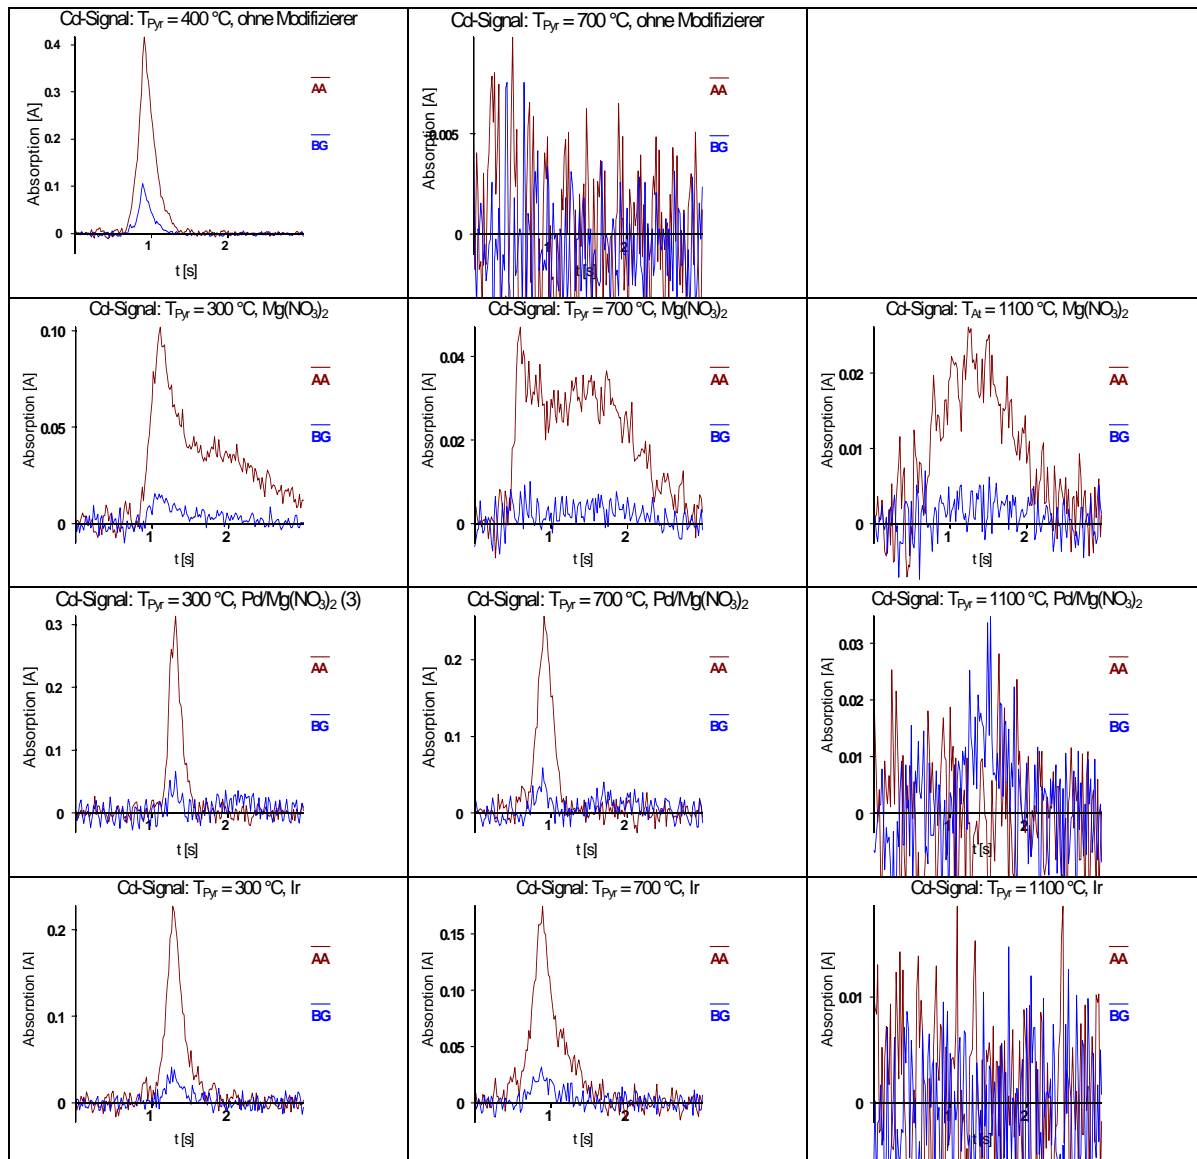 Cd-Signal: TPyr = 400 °C, ohne Modifizierer
Absorption [A]
0.4
0.3
0.2
0.1
0
1
2
t [s]
AA
BG
Cd-Signal: TPyr = 700 °C, ohne Modifizierer
Absorption [A]
0.005
0
1
2
t [s]
AA
BG
Cd-Signal: TPyr = 300 °C, Mg(NO3)2
Absorption [A]
0.10
0.05
0
1
2
t [s]
AA
BG
Cd-Signal: TPyr = 700 °C, Mg(NO3)2
Absorption [A]
0.04
0.02
0
1
2
t [s]
AA
BG
Cd-Signal: TAt = 1100 °C, Mg(NO3)2
Absorption [A]
0.02
0.01
0
1
2
t [s]
AA
BG
Cd-Signal: TPyr = 300 °C, Pd/Mg(NO3)2 (3)
Absorption [A]
0.3
0.2
0.1
0
1
2
t [s]
AA
BG
Cd-Signal: TPyr = 700 °C, Pd/Mg(NO3)2
Absorption [A]
0.2
0.1
0
1
2
t [s]
AA
BG
Cd-Signal: TPyr = 1100 °C, Pd/Mg(NO3)2
Absorption [A]
0.03
0.02
0.01
0
1
2
t [s]
AA
BG
Cd-Signal: TPyr = 300 °C, Ir
Absorption [A]
0.2
0.1
0
1
2
t [s]
AA
BG
Cd-Signal: TPyr = 700 °C, Ir
Absorption [A]
0.15
0.10
0.05
0
1
2
t [s]
AA
BG
Cd-Signal: TPyr = 1100 °C, Ir
Absorption [A]
0.01
0
1
2
t [s]
AA
BG